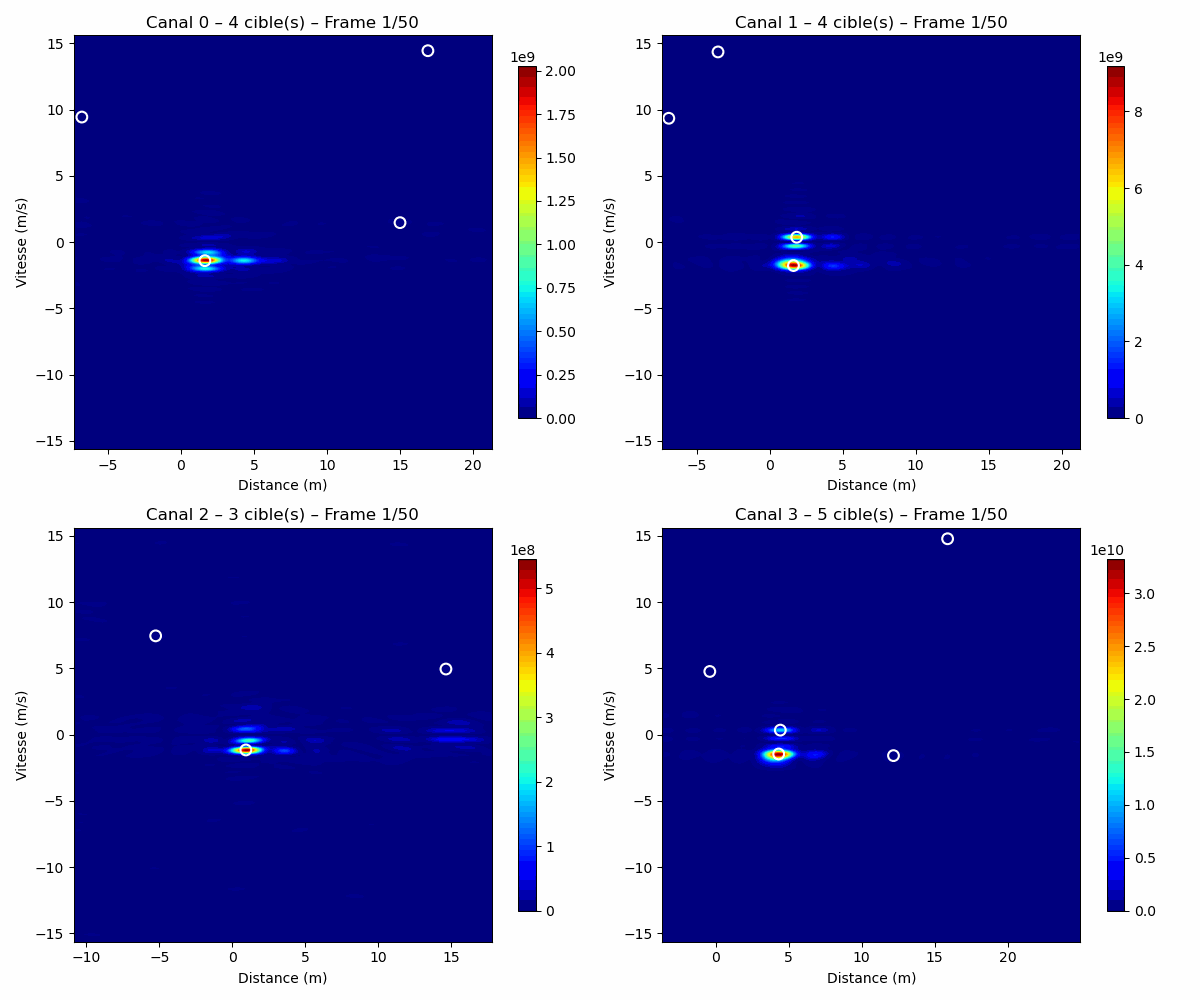 Canal 0 – 4 cible(s) – Frame 1/50
1e9
15
10
5
0
−5
−10
−15
Vitesse (m/s)
−5 0 5 10 15 20
Distance (m)
2.00
1.75
1.50
1.25
1.00
0.75
0.50
0.25
0.00
Canal 1 – 4 cible(s) – Frame 1/50
1e9
15
10
5
0
−5
−10
−15
Vitesse (m/s)
−5 0 5 10 15 20
Distance (m)
8
6
4
2
0
Canal 2 – 3 cible(s) – Frame 1/50
1e8
15
10
5
0
−5
−10
−15
Vitesse (m/s)
−10 −5 0 5 10 15
Distance (m)
5
4
3
2
1
0
Canal 3 – 5 cible(s) – Frame 1/50
1e10
15
10
5
0
−5
−10
−15
Vitesse (m/s)
0 5 10 15 20
Distance (m)
3.0
2.5
2.0
1.5
1.0
0.5
0.0